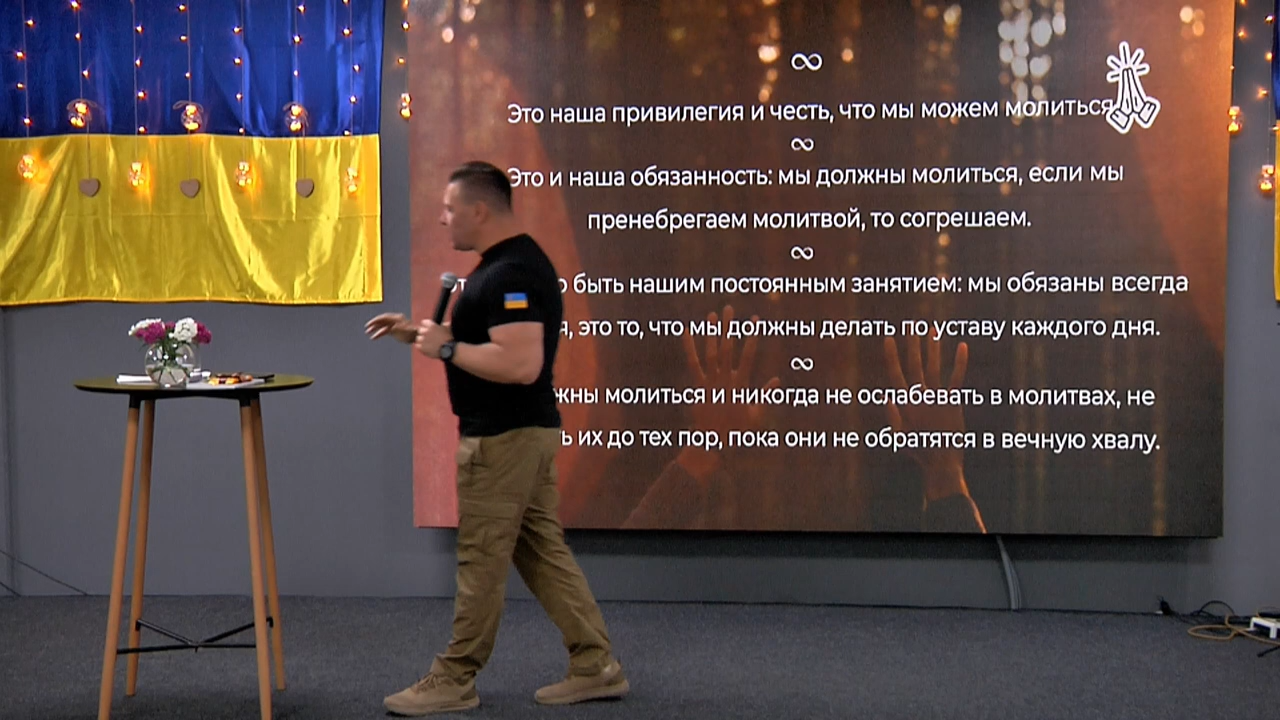 Это наша привилегия и честь, что мы можем молиться
Это и наша обязанность: мы должны молиться, если мы
пренебрегаем молитвой, то согрешаем.
быть нашим постоянным занятием: мы обязаны всегда
это то, что мы должны делать по уставу каждого дня.
молиться и никогда не ослабевать в молитвах, не
их до тех пор, пока они не обратятся в вечную хвалу.